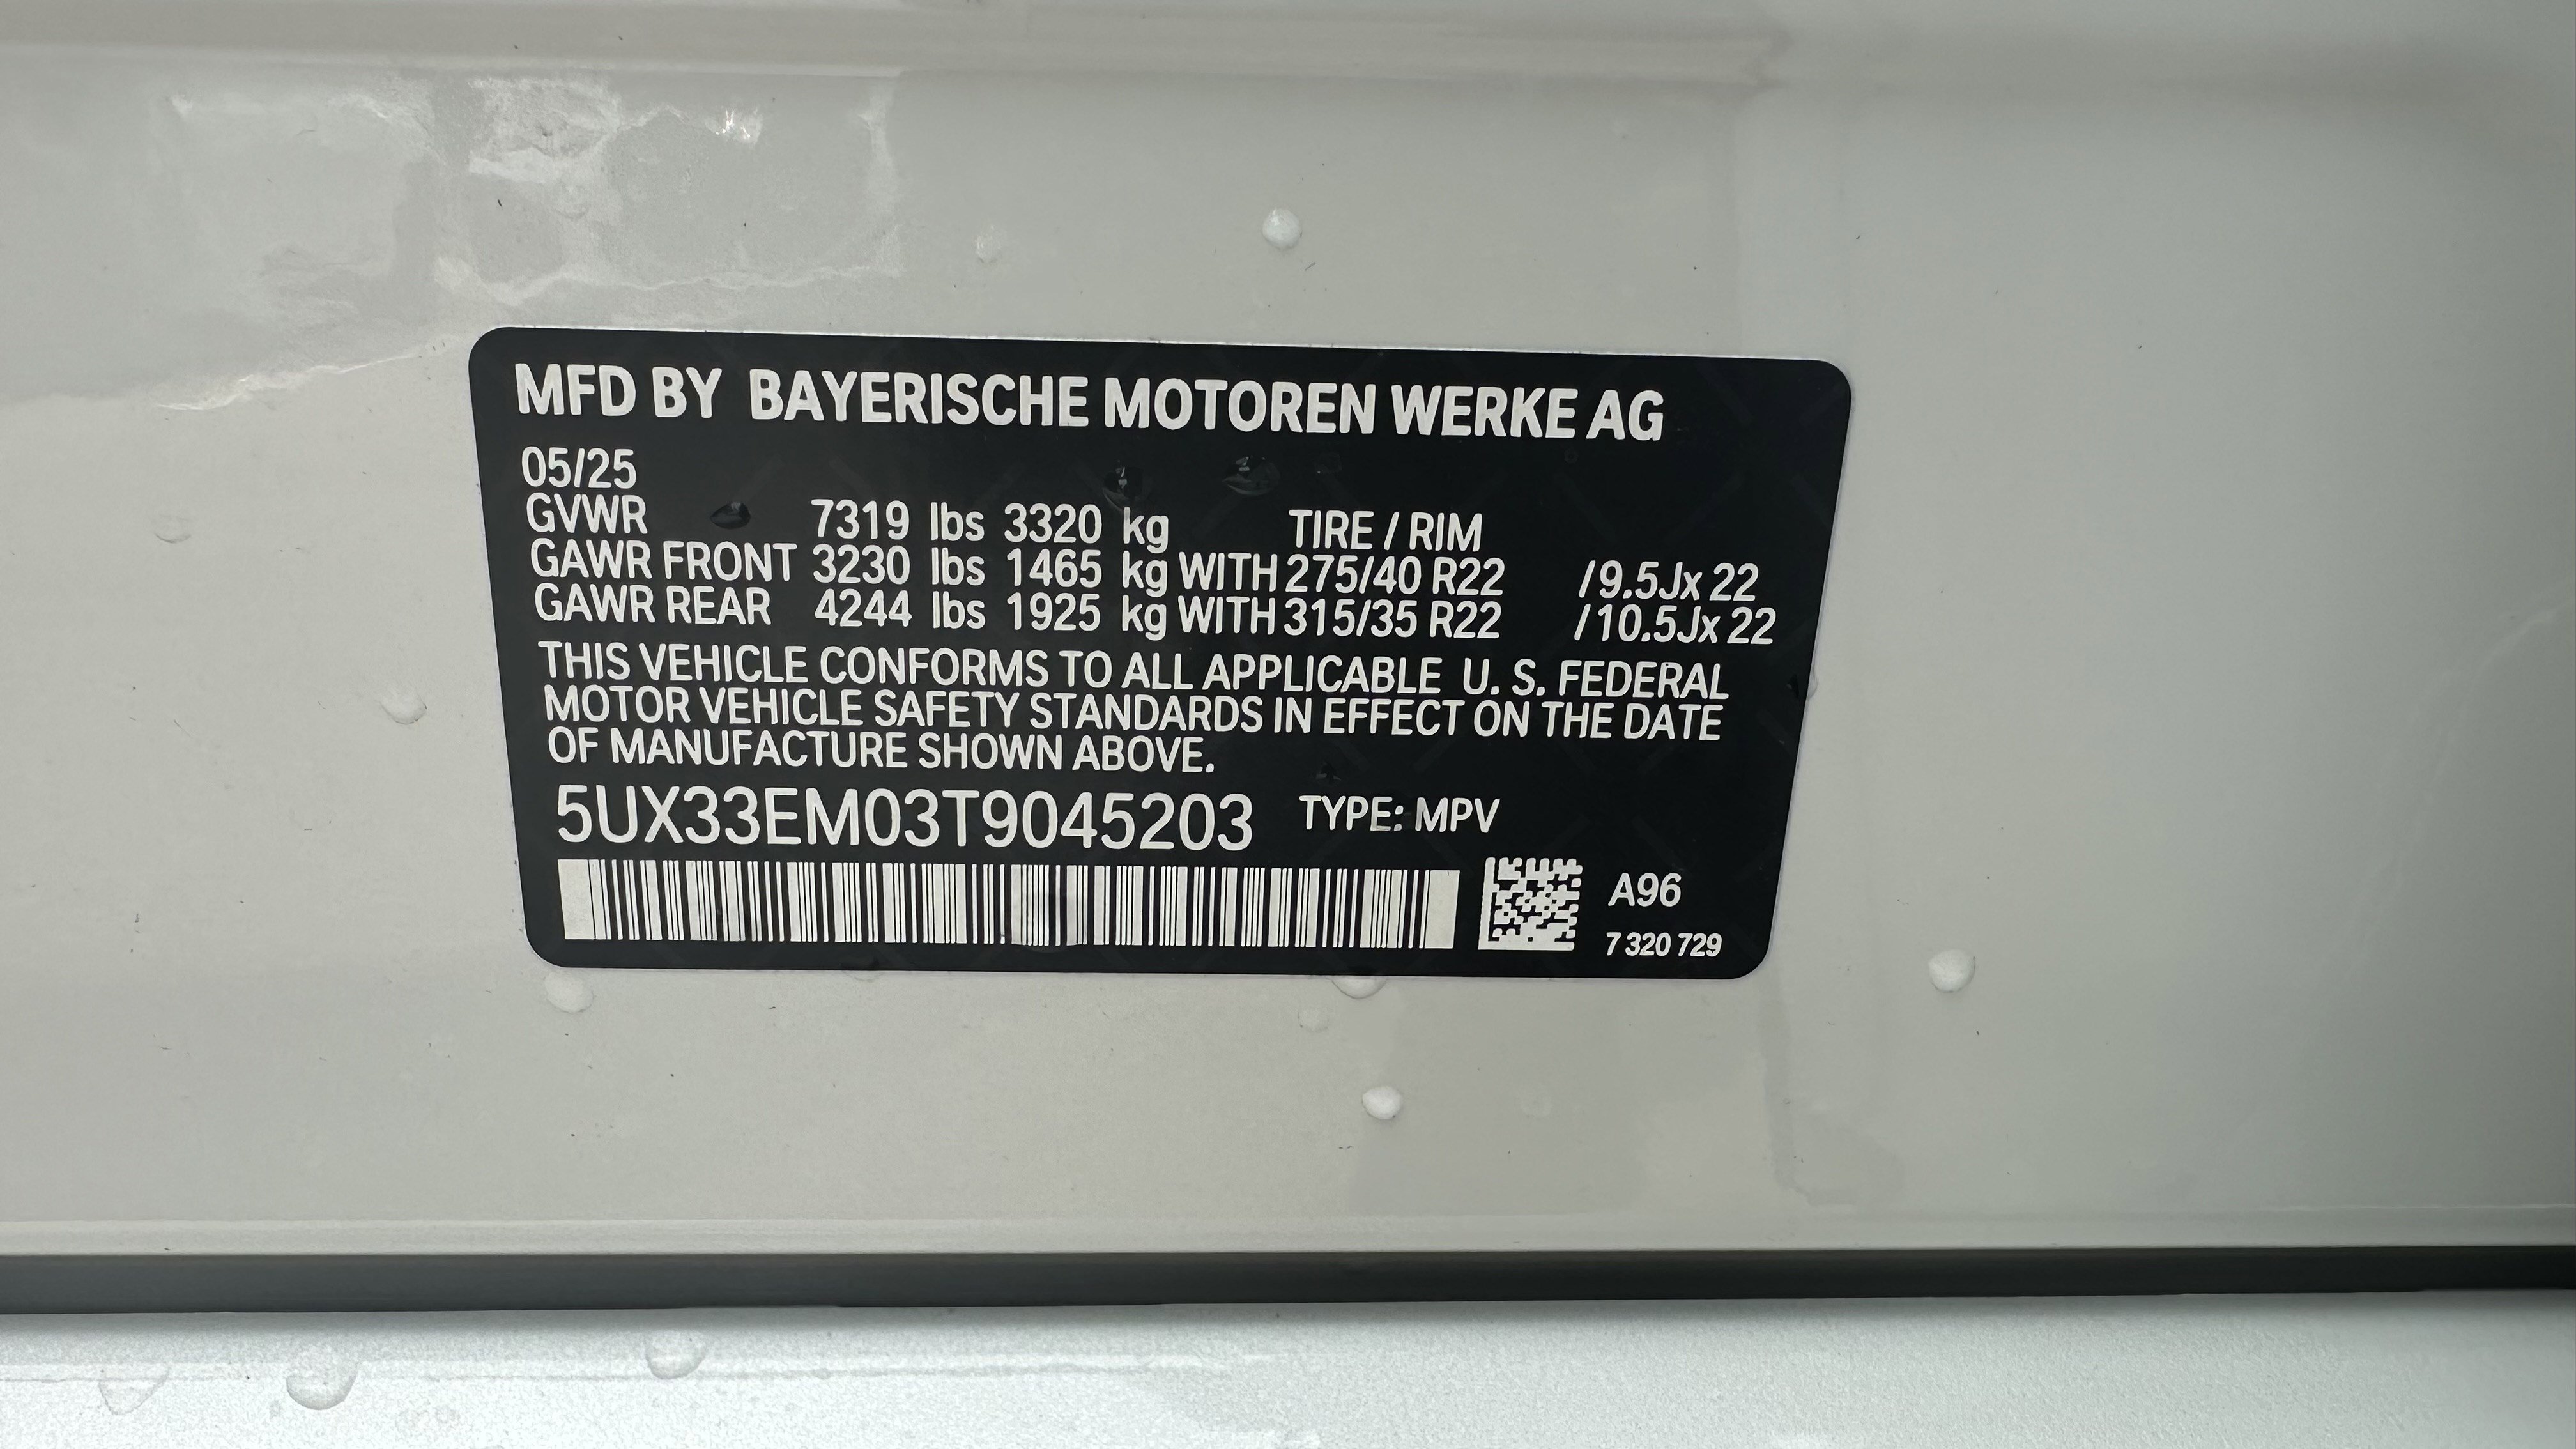 MFD BY BAYERISCHE MOTOREN WERKE AG
05/25
GVWR 7319 lbs 3320 kg TIRE / RIM
GAWR FRONT 3230 lbs 1465 kg WITH 275/40 R22 /9.5Jx 22
GAWR REAR 4244 lbs 1925 kg WITH 315/35 R22 /10.5Jx 22
THIS VEHICLE CONFORMS TO ALL APPLICABLE U. S. FEDERAL
MOTOR VEHICLE SAFETY STANDARDS IN EFFECT ON THE DATE
OF MANUFACTURE SHOWN ABOVE.
5UX33EM03T9045203 TYPE: MPV
A96
7 320 729